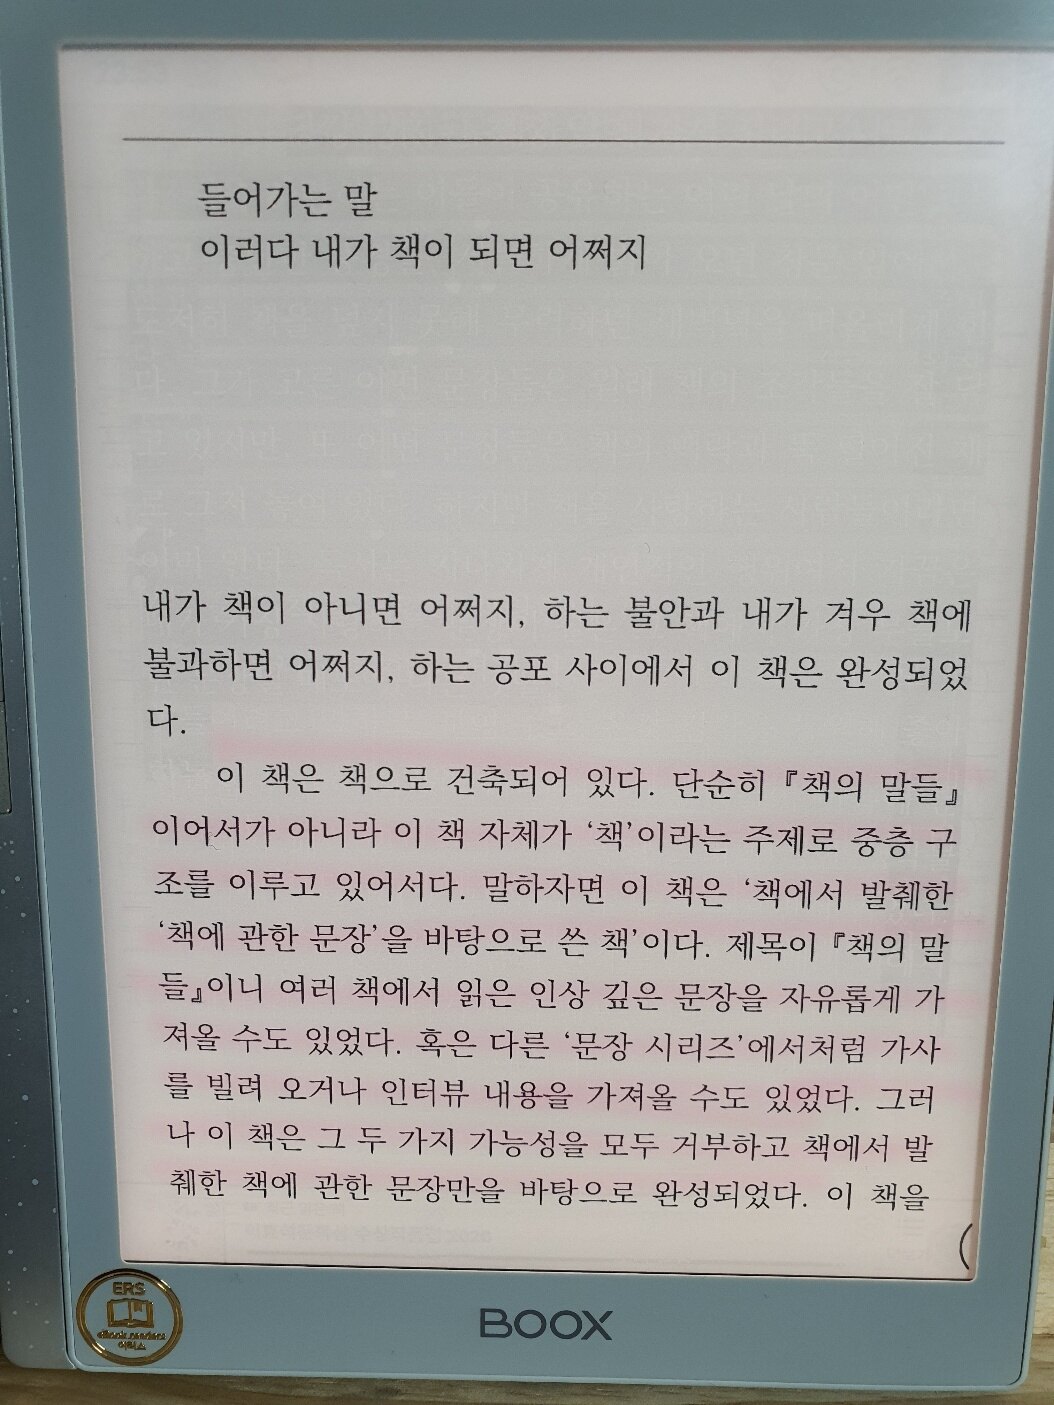 들어가는 말
이러다 내가 책이 되면 어쩌지
내가 책이 아니면 어쩌지, 하는 불안과 내가 겨우 책에
불과하면 어쩌지, 하는 공포 사이에서 이 책은 완성되었
다.
이 책은 책으로 건축되어 있다. 단순히 『책의 말들』
이어서가 아니라 이 책 자체가 ‘책’이라는 주제로 중층 구
조를 이루고 있어서다. 말하자면 이 책은 ‘책에서 발췌한
‘책에 관한 문장’을 바탕으로 쓴 책’이다. 제목이 『책의 말
들』이니 여러 책에서 읽은 인상 깊은 문장을 자유롭게 가
져올 수도 있었다. 혹은 다른 ‘문장 시리즈’에서처럼 가사
를 빌려 오거나 인터뷰 내용을 가져올 수도 있었다. 그러
나 이 책은 그 두 가지 가능성을 모두 거부하고 책에서 발
췌한 책에 관한 문장만을 바탕으로 완성되었다. 이 책을
BOOX
ERS
eBook readers
이리스